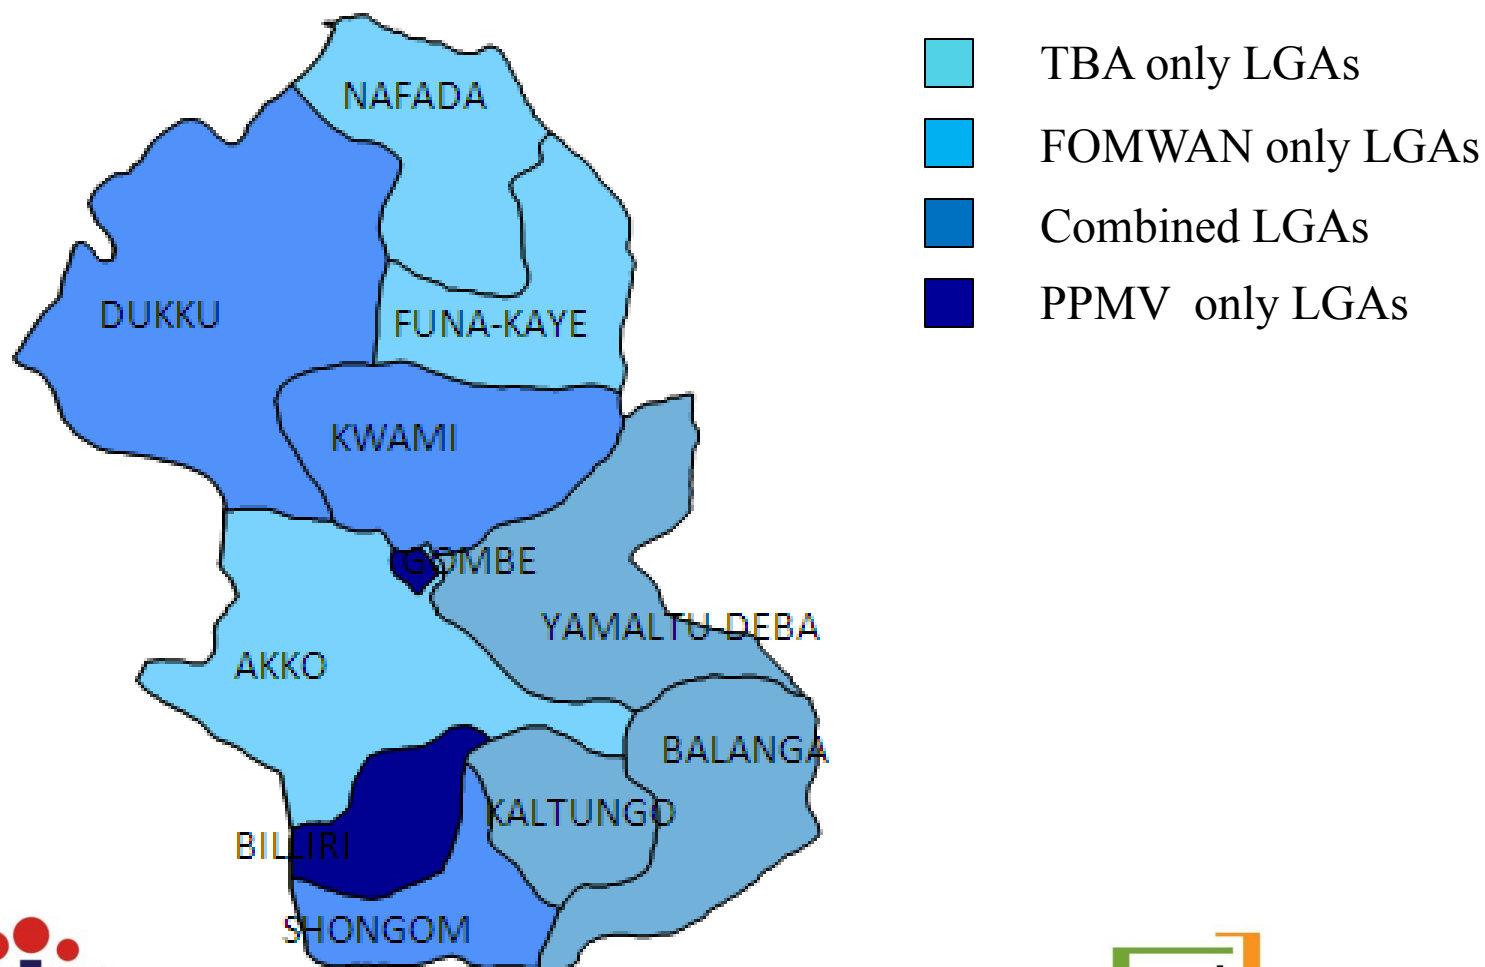 NAFADA
DUKKU
FUNA-KAYE
KWAMI
GOMBE
YAMALTU-DEBA
AKKO
BALANGA
KALTUNGO
BILLIRI
SHONGOM
TBA only LGAs
FOMWAN only LGAs
Combined LGAs
PPMV only LGAs